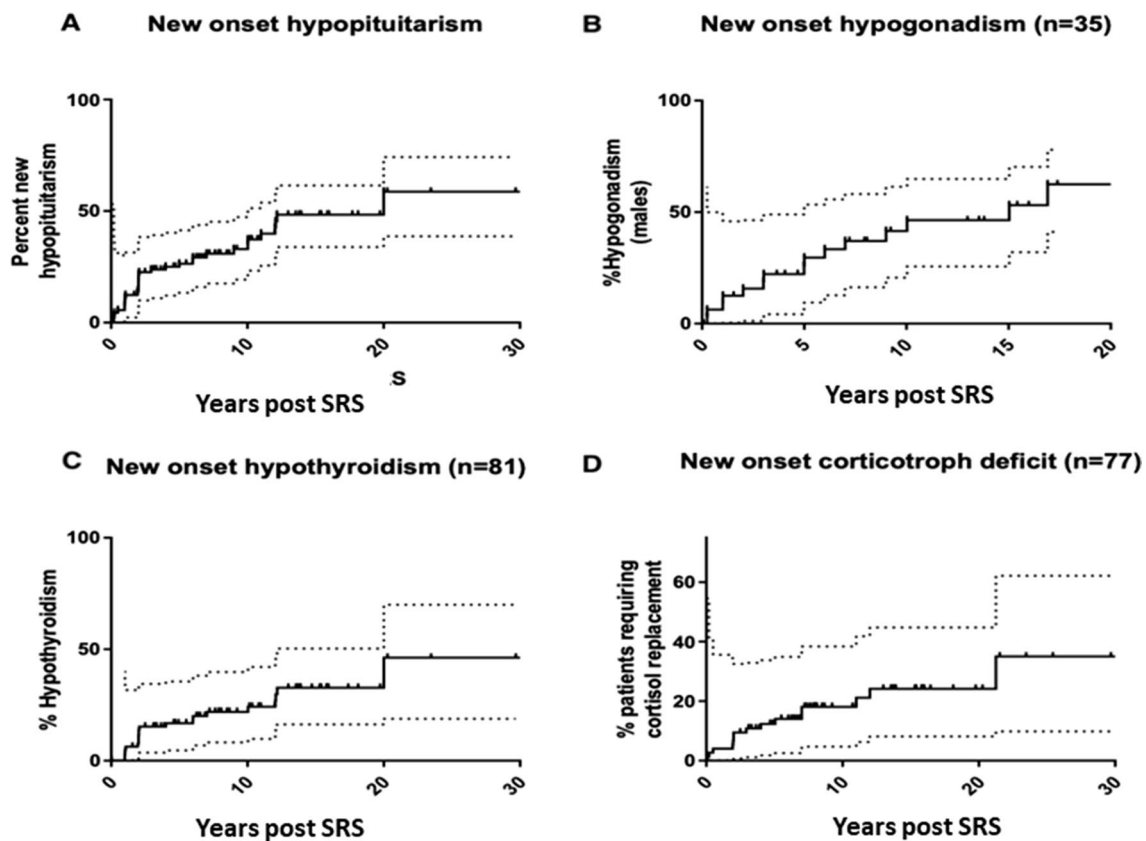 A New onset hypopituitarism
100
50
0
Percent new
hypopituitarism
0 10 20 30
s
Years post SRS
B New onset hypogonadism (n=35)
100
50
0
%Hypogonadism
(males)
0 5 10 15 20
Years post SRS
C New onset hypothyroidism (n=81)
100
50
0
% Hypothyroidism
0 10 20 30
Years post SRS
D New onset corticotroph deficit (n=77)
60
40
20
0
% patients requiring
cortisol replacement
0 10 20 30
Years post SRS